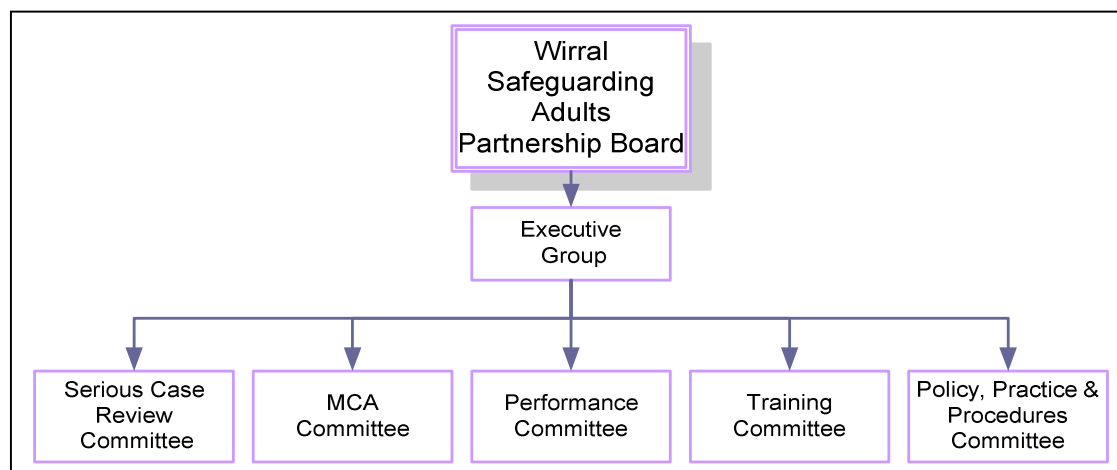 Wirral
Safeguarding
Adults
Partnership Board
Executive
Group
Serious Case
Review
Committee
MCA
Committee
Performance
Committee
Training
Committee
Policy, Practice &
Procedures
Committee